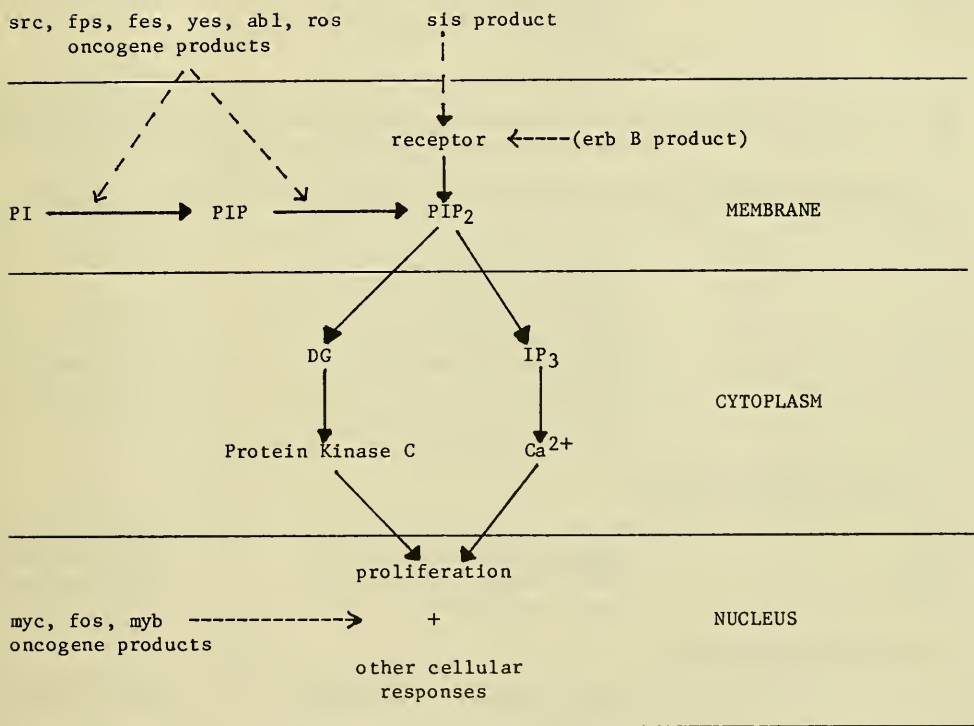 src, fps, fes, yes, abl, ros
oncogene products
sis product
receptor
(erb B product)
PI
PIP
PIP2
MEMBRANE
DG
IP3
CYTOPLASM
Protein Kinase C
Ca2+
proliferation
myc, fos, myb
oncogene products
+
NUCLEUS
other cellular
responses